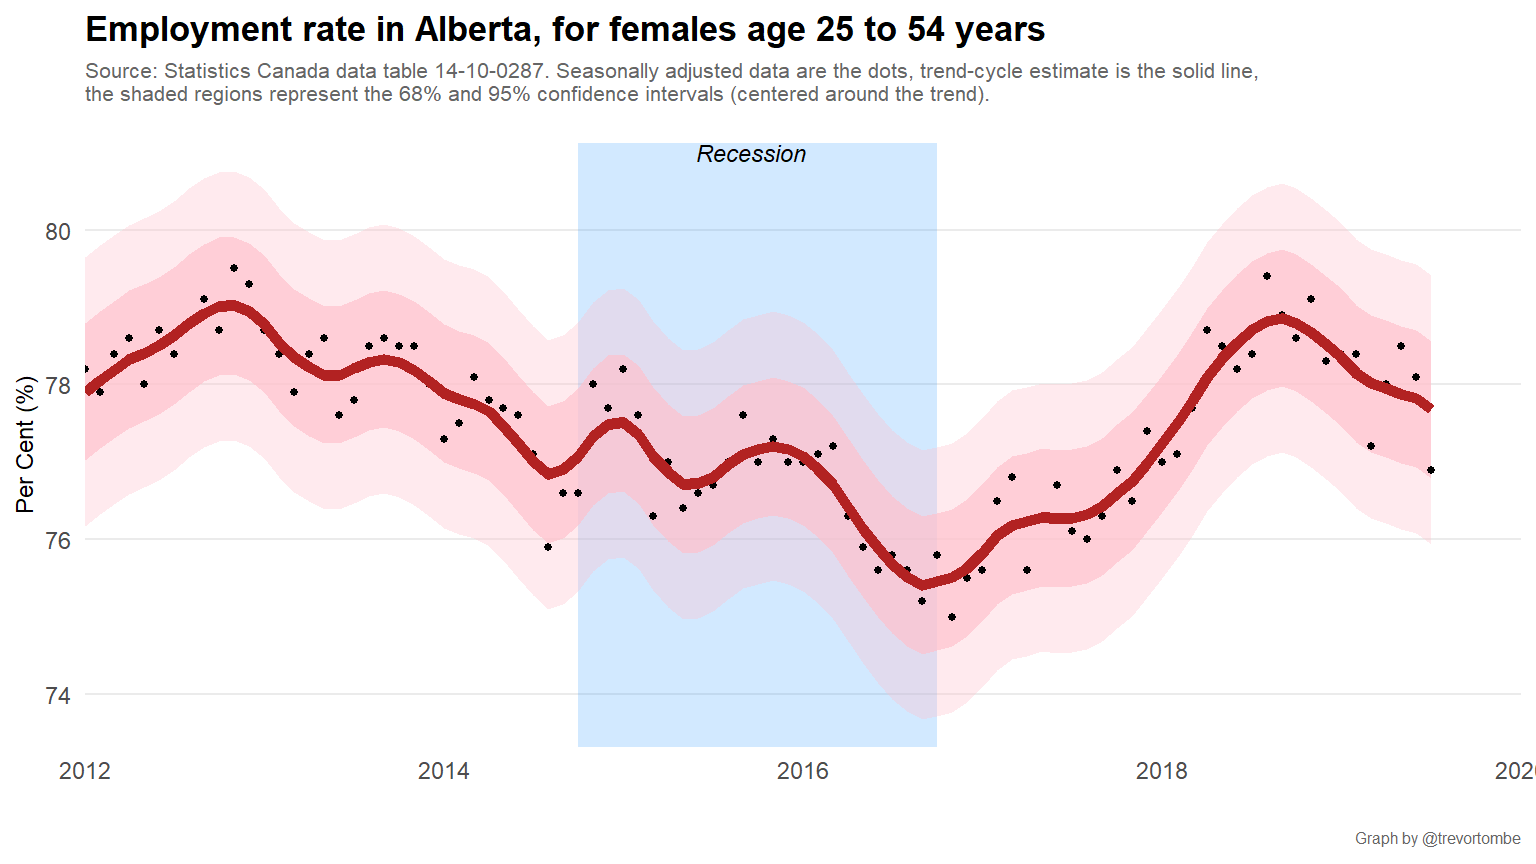 Employment rate in Alberta, for females age 25 to 54 years
Source: Statistics Canada data table 14-10-0287. Seasonally adjusted data are the dots, trend-cycle estimate is the solid line,
the shaded regions represent the 68% and 95% confidence intervals (centered around the trend).
Recession
80
78
76
74
Per Cent (%)
2012 2014 2016 2018 202
Graph by @trevortombe